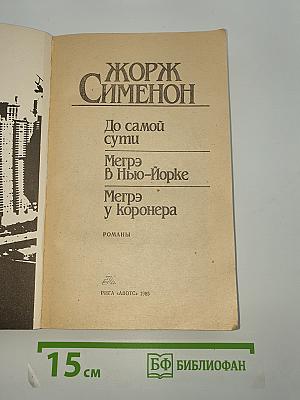 ЖОРЖ
СИМЕНОН
До самой
сути
Мегрэ
в Нью-Йорке
Мегрэ
у коронера
РОМАНЫ
РИГА «АВОТС» 1985
15 см
БФ БИБЛИОФАН